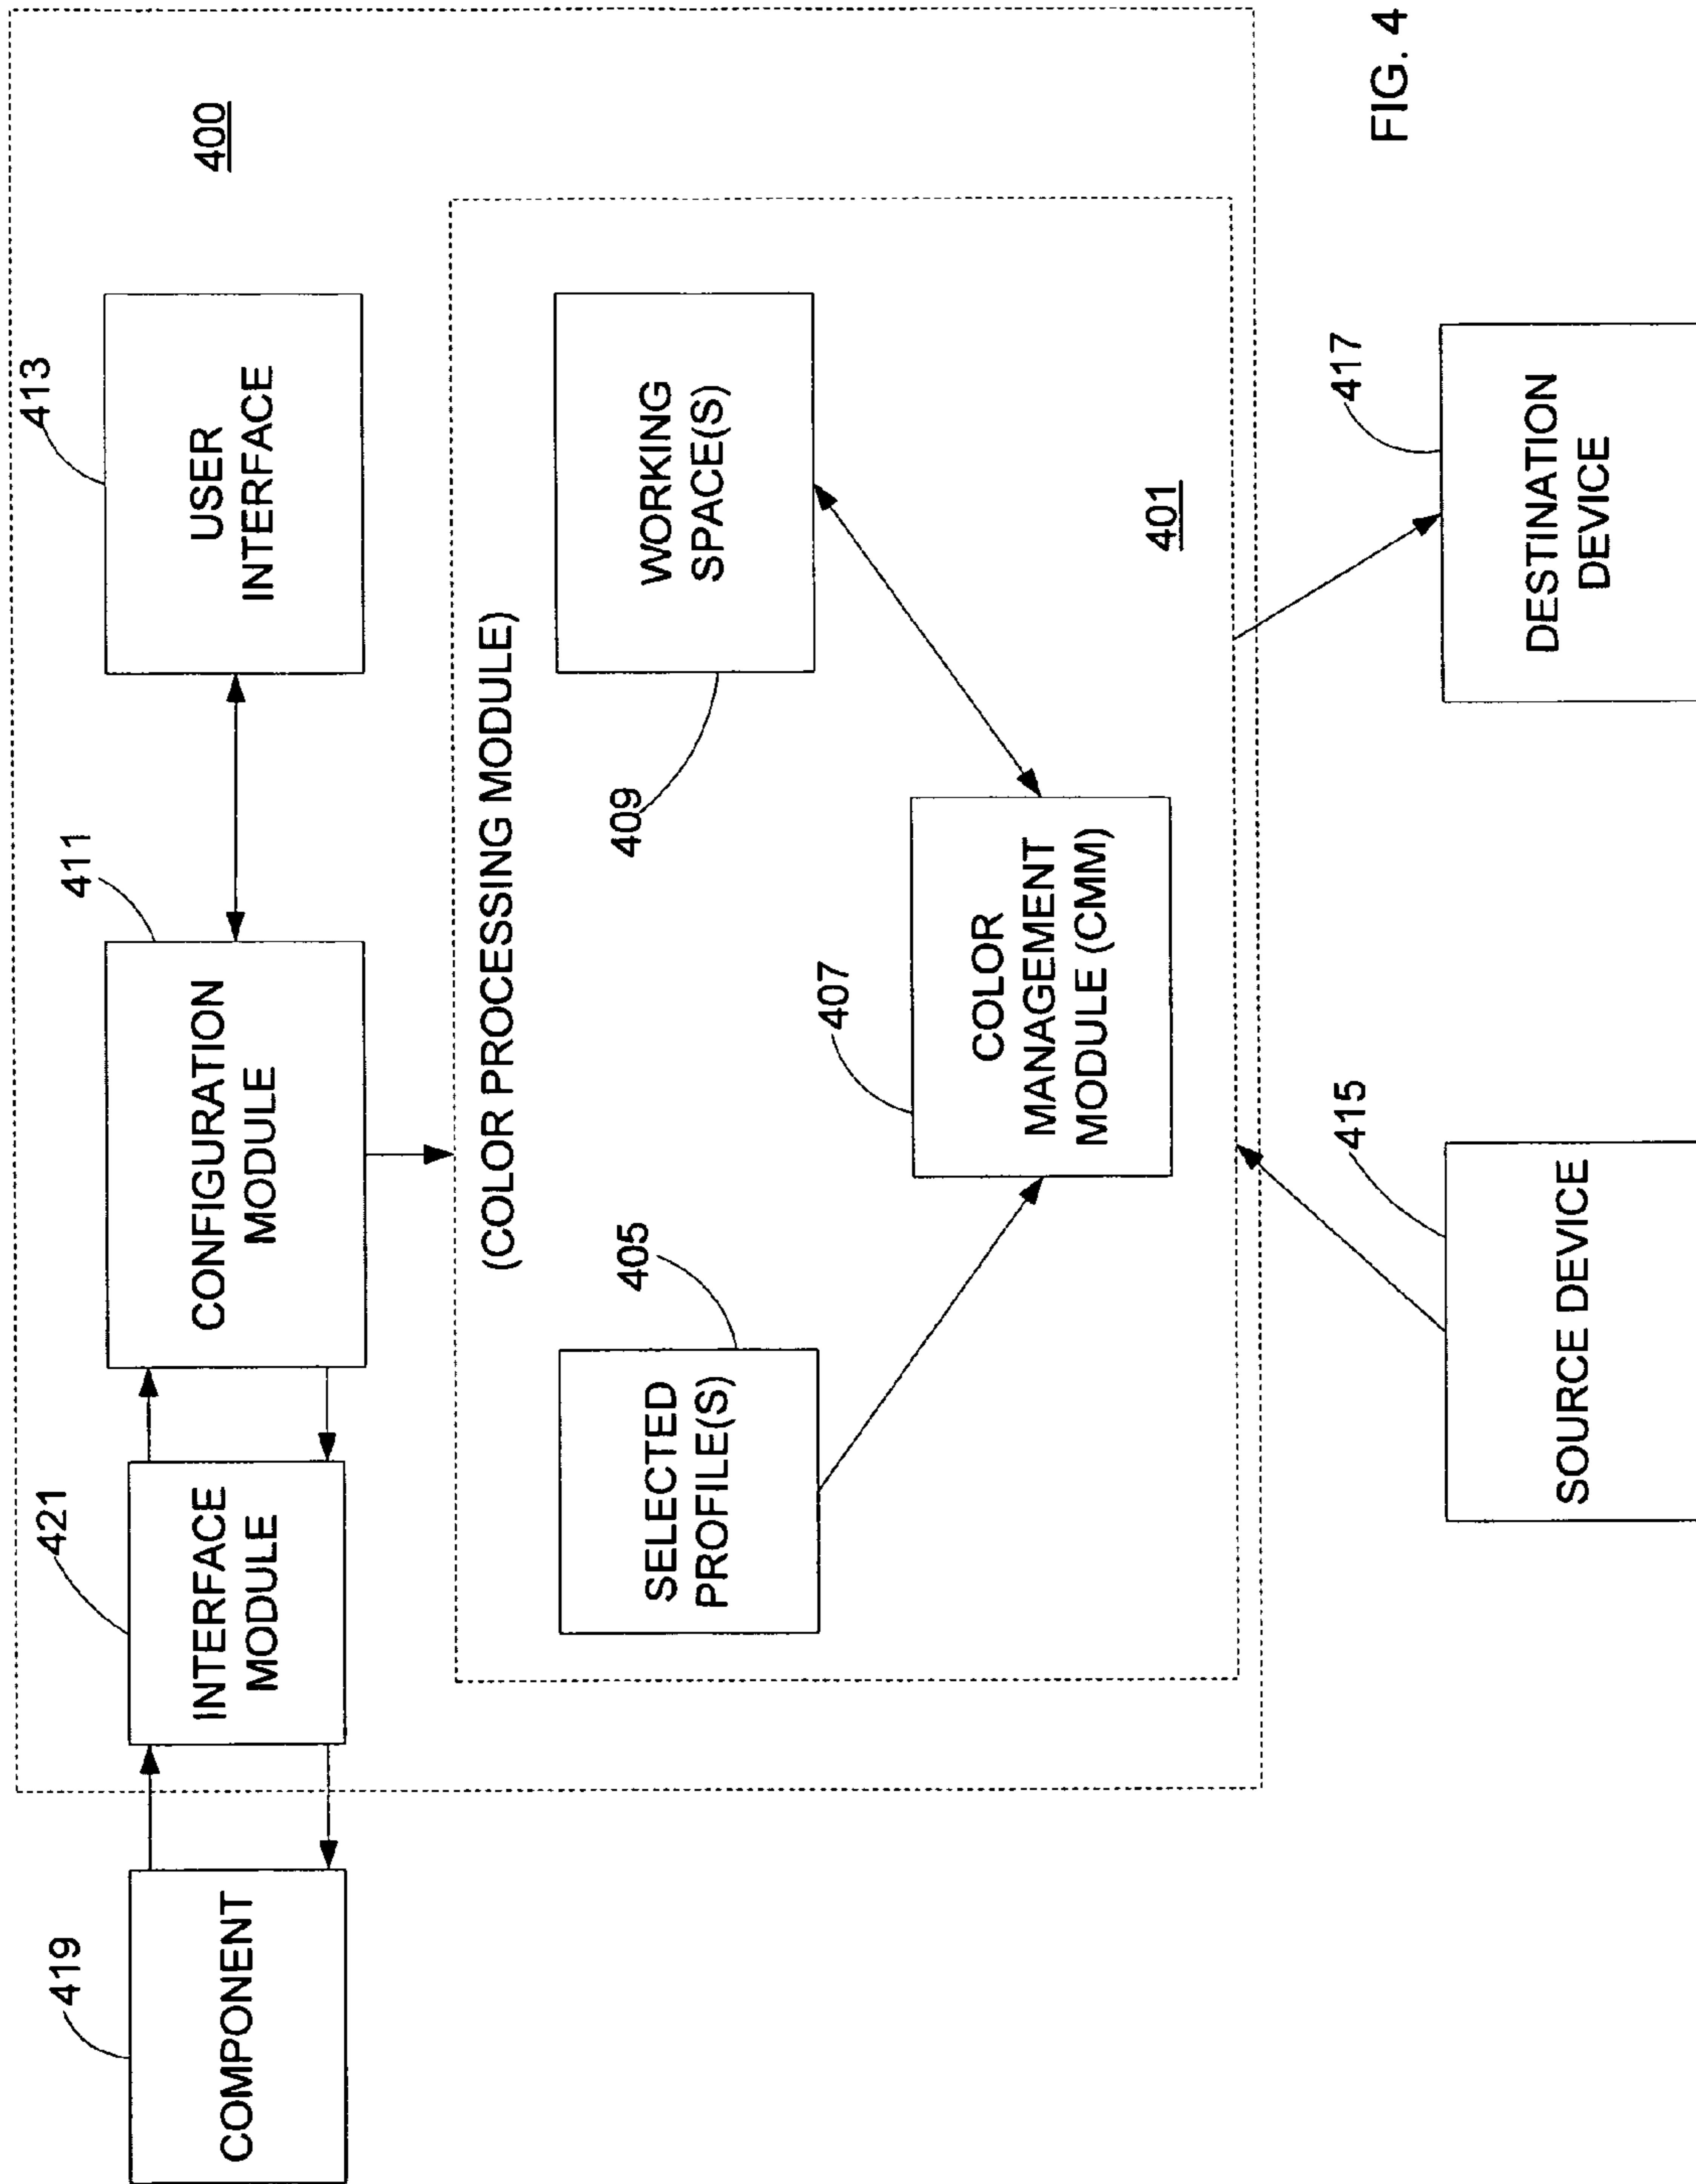 400
419
COMPONENT
421
INTERFACE
MODULE
411
CONFIGURATION
MODULE
413
USER
INTERFACE
(COLOR PROCESSING MODULE)
405
SELECTED
PROFILE(S)
407
COLOR
MANAGEMENT
MODULE (CMM)
409
WORKING
SPACE(S)
401
415
SOURCE DEVICE
417
DESTINATION
DEVICE
FIG. 4